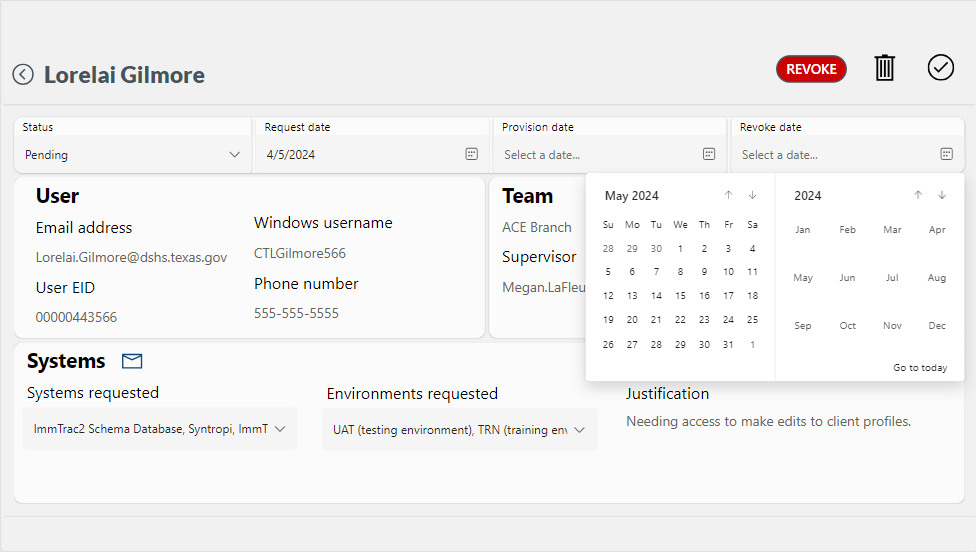 Lorelai Gilmore
REVOKE
Status
Request date
Provision date
Revoke date
Pending
4/5/2024
Select a date...
Select a date...
User
Email address
Lorelai.Gilmore@dshs.texas.gov
User EID
00000443566
Windows username
CTLGilmore566
Phone number
555-555-5555
Team
ACE Branch
Supervisor
Megan.LaFleu
May 2024
Su Mo Tu We Th Fr Sa
28 29 30 1 2 3 4
5 6 7 8 9 10 11
12 13 14 15 16 17 18
19 20 21 22 23 24 25
26 27 28 29 30 31 1
2024
Jan Feb Mar Apr
May Jun Jul Aug
Sep Oct Nov Dec
Go to today
Systems
Systems requested
ImmTrac2 Schema Database, Syntropi, ImmT
Environments requested
UAT (testing environment), TRN (training env
Justification
Needing access to make edits to client profiles.